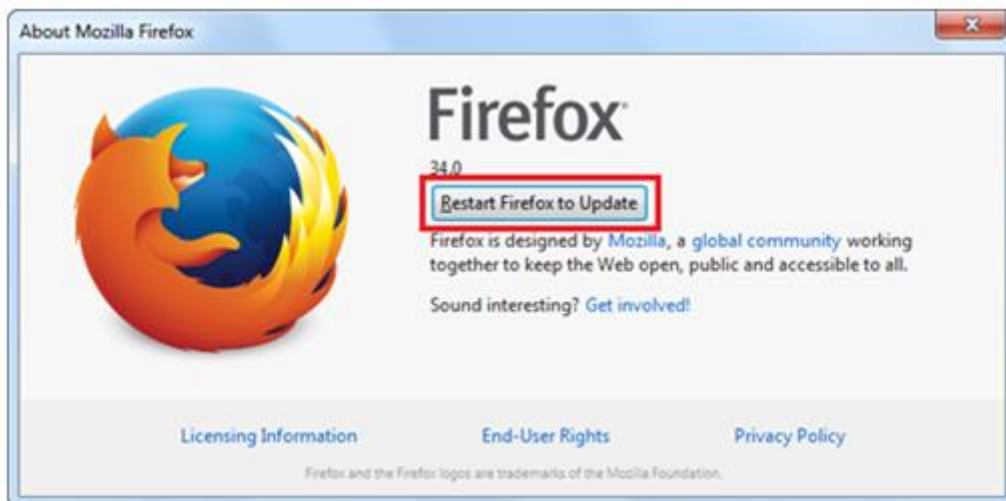 About Mozilla Firefox
Firefox
34.0
Restart Firefox to Update
Firefox is designed by Mozilla, a global community working
together to keep the Web open, public and accessible to all.
Sound interesting? Get involved!
Licensing Information End-User Rights Privacy Policy
Firefox and the Firefox logos are trademarks of the Mozilla Foundation.